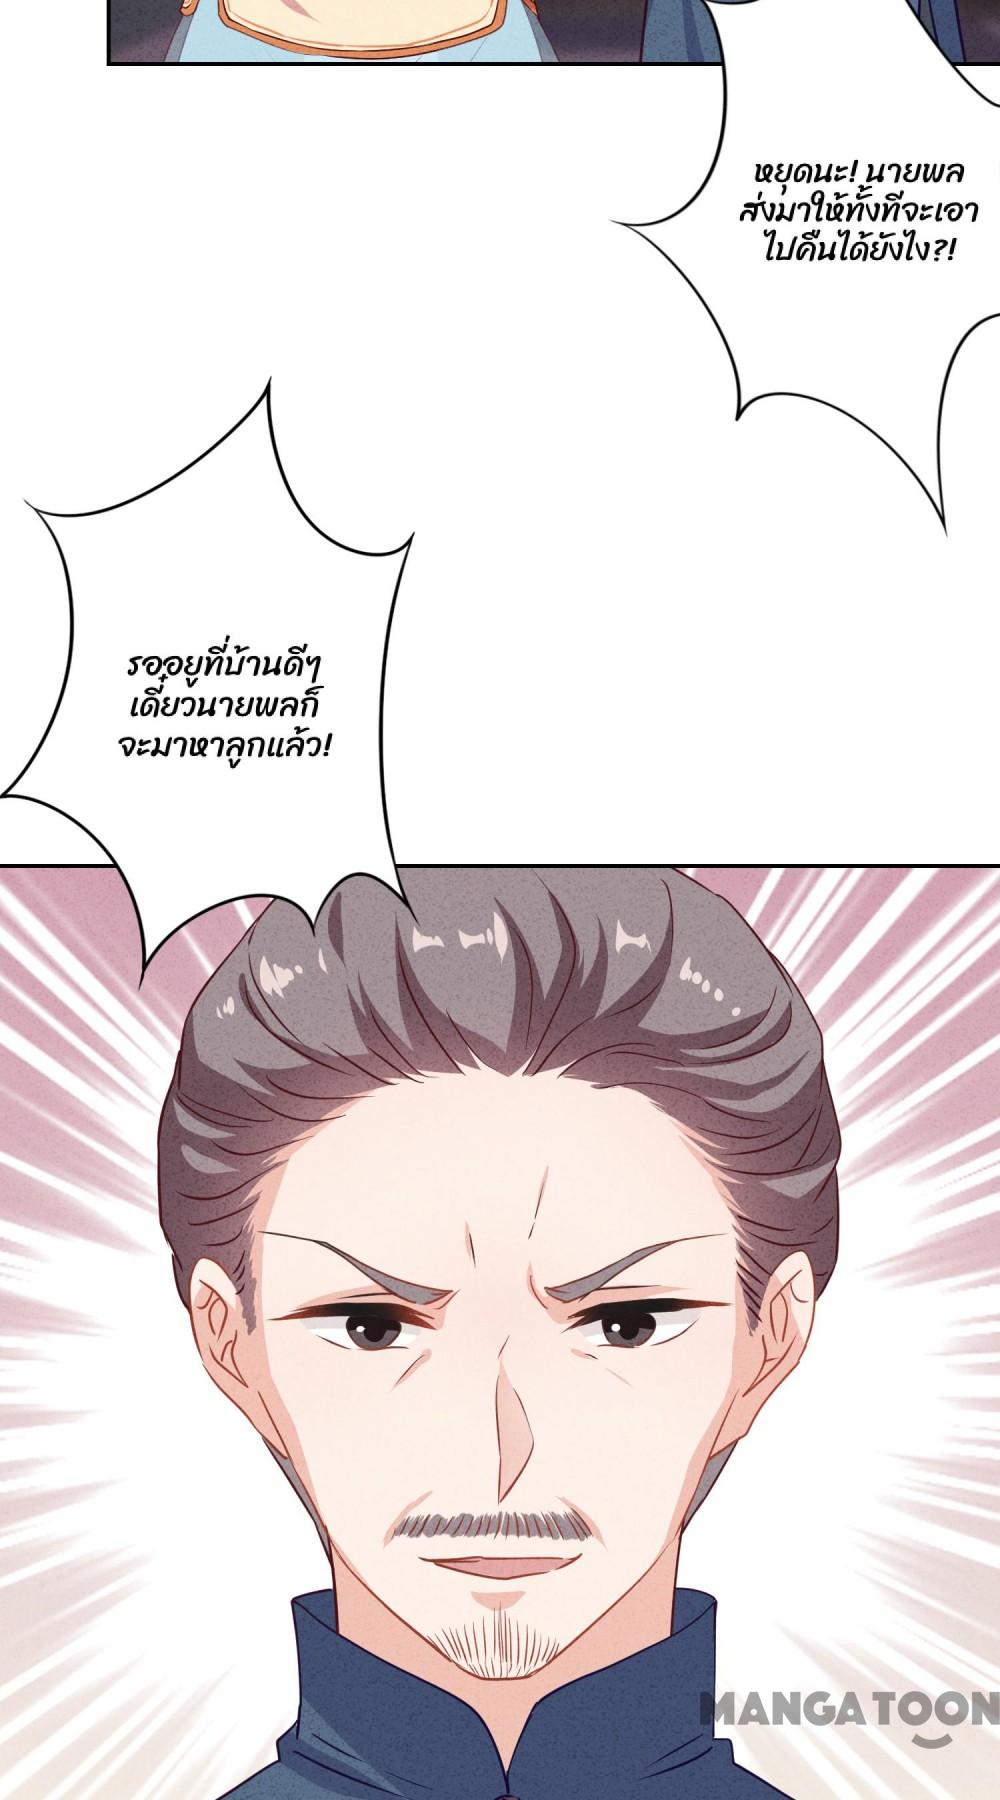 หยุดนะ! นายพล
ส่งมาให้ทั้งทีจะเอา
ไปคืนได้ยังไง?!
รออยู่ที่บ้านดีๆ
เดี๋ยวนายพลก็
จะมาหาลูกแล้ว!
MANGATOON